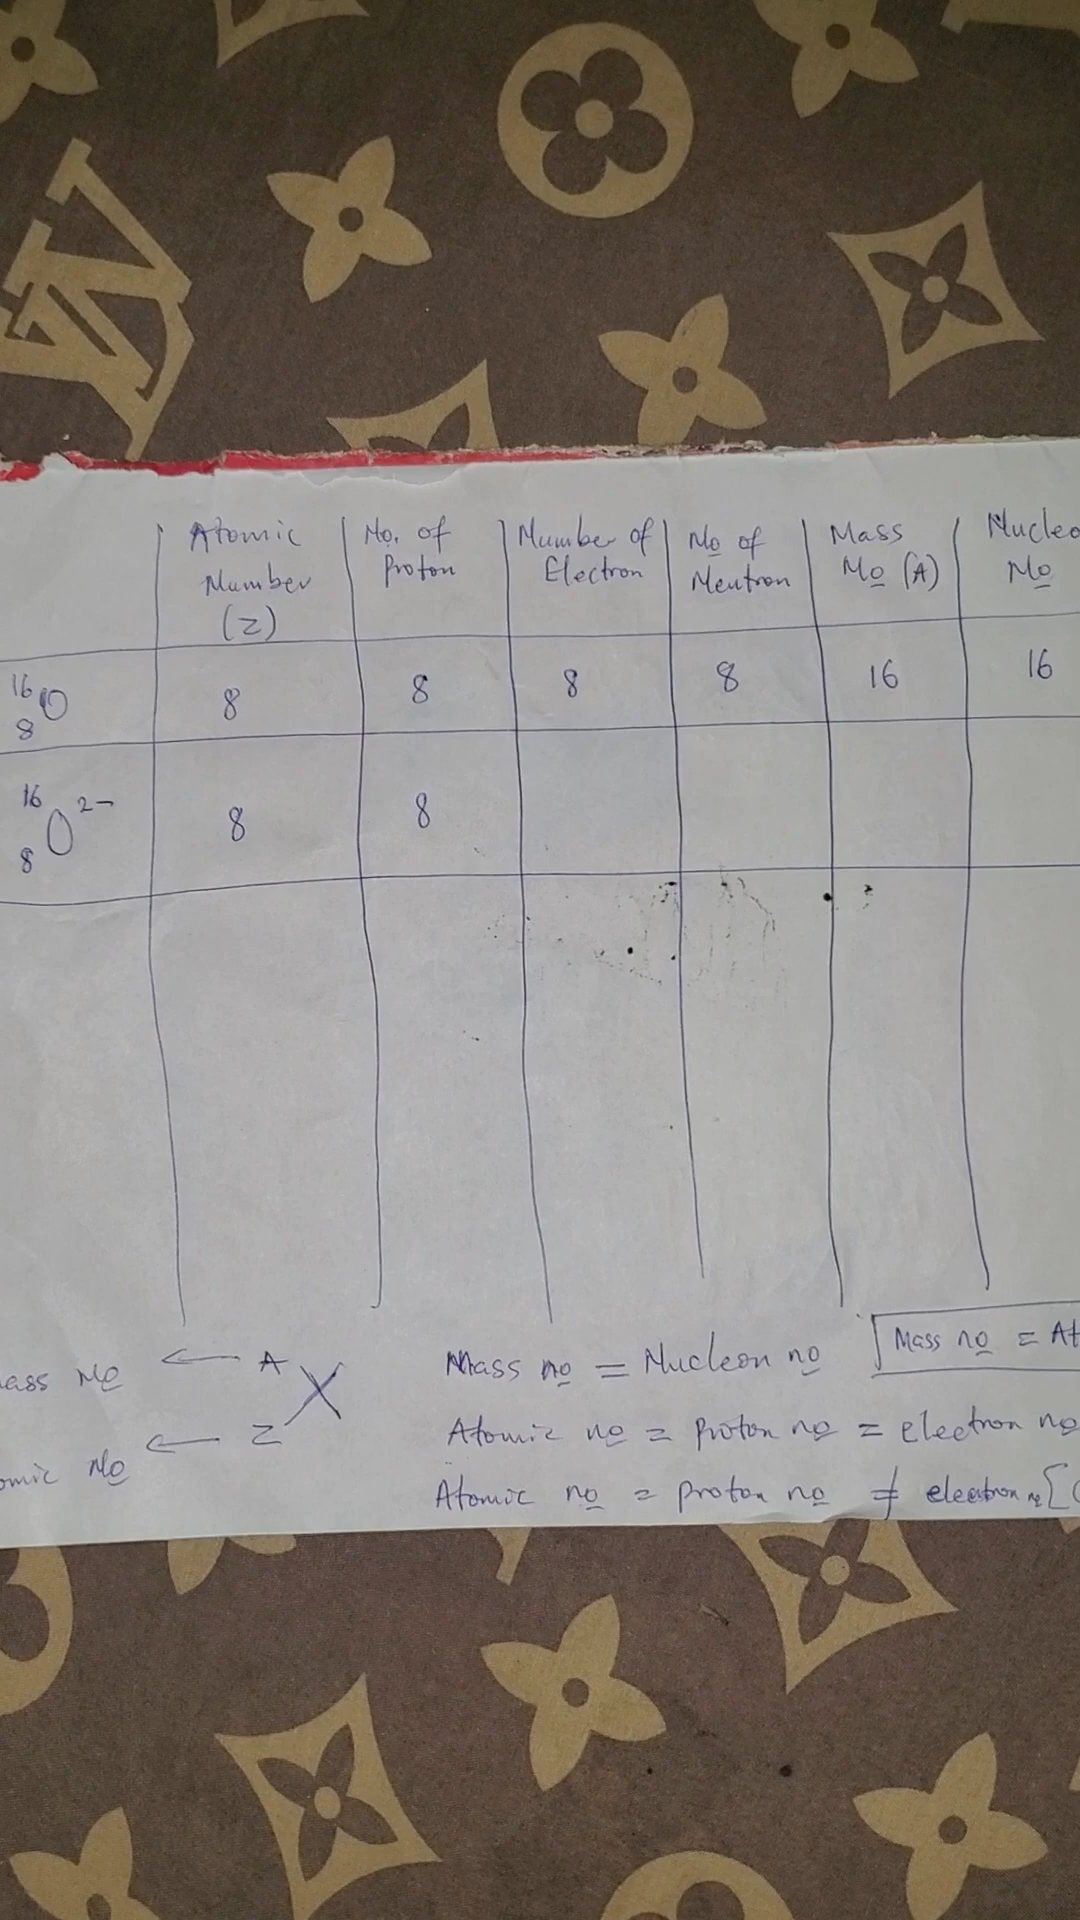 Atomic Number (Z)
No. of Proton
Number of Electron
No of Neutron
Mass No (A)
Nucleo
No
16 8 O 8 8 8 8 16 16
16 8 O 2- 8 8
ass No ← A X
omic No ← Z
Mass no = Nucleon no
Mass no = At
Atomic no = Proton no = electron no
Atomic no = proton no ≠ electron no [